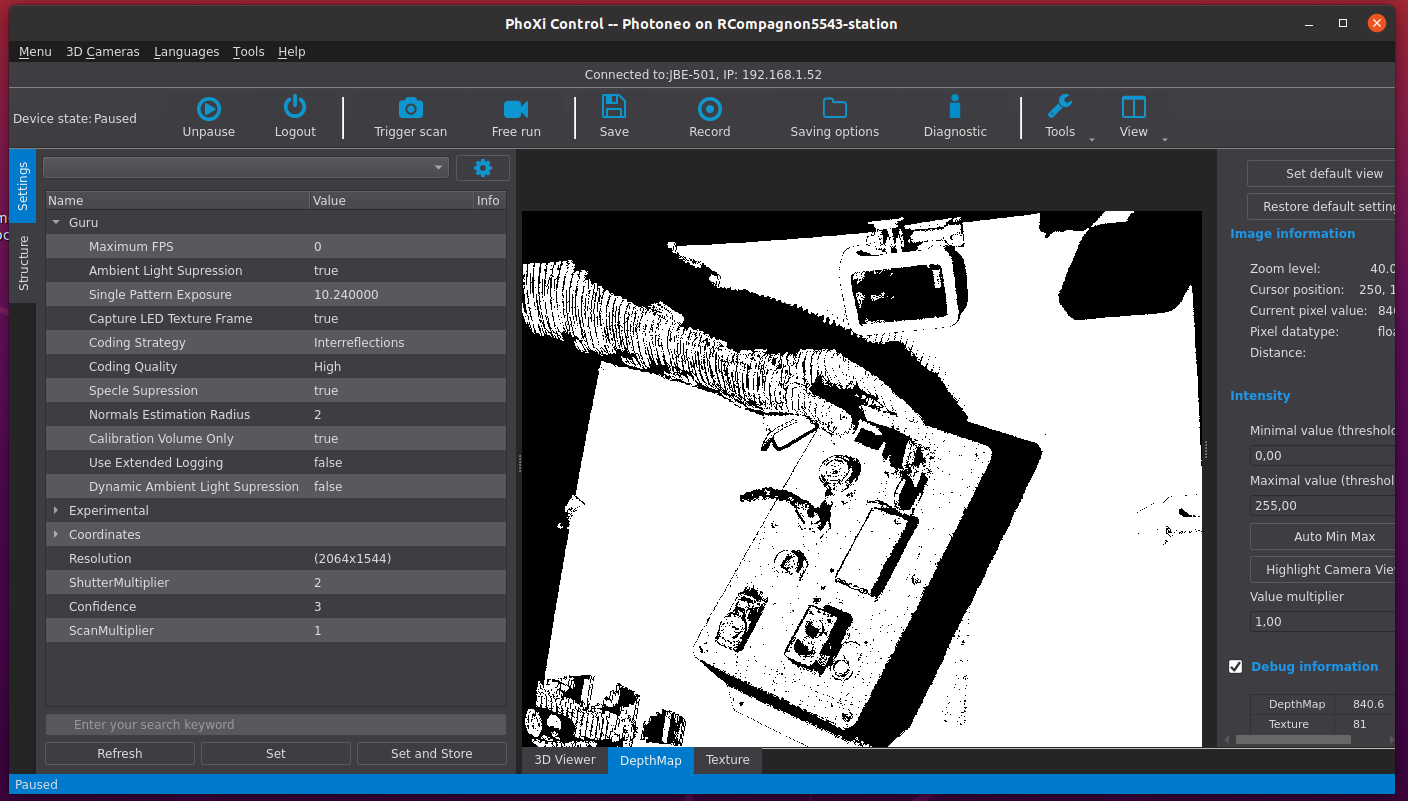 PhoXi Control -- Photoneo on RCompagnon5543-station
Menu 3D Cameras Languages Tools Help
Connected to:JBE-501, IP: 192.168.1.52
Device state: Paused
Unpause Logout Trigger scan Free run Save Record Saving options Diagnostic Tools View
Settings
Structure
Name Value Info
Guru
Maximum FPS 0
Ambient Light Supression true
Single Pattern Exposure 10.240000
Capture LED Texture Frame true
Coding Strategy Interreflections
Coding Quality High
Specle Supression true
Normals Estimation Radius 2
Calibration Volume Only true
Use Extended Logging false
Dynamic Ambient Light Supression false
Experimental
Coordinates
Resolution (2064x1544)
ShutterMultiplier 2
Confidence 3
ScanMultiplier 1
Enter your search keyword
Refresh Set Set and Store
3D Viewer DepthMap Texture
Set default view
Restore default setting
Image information
Zoom level: 40.0
Cursor position: 250, 1
Current pixel value: 840
Pixel datatype: floa
Distance:
Intensity
Minimal value (threshold
0,00
Maximal value (threshol
255,00
Auto Min Max
Highlight Camera Vie
Value multiplier
1,00
Debug information
DepthMap 840.6
Texture 81
Paused